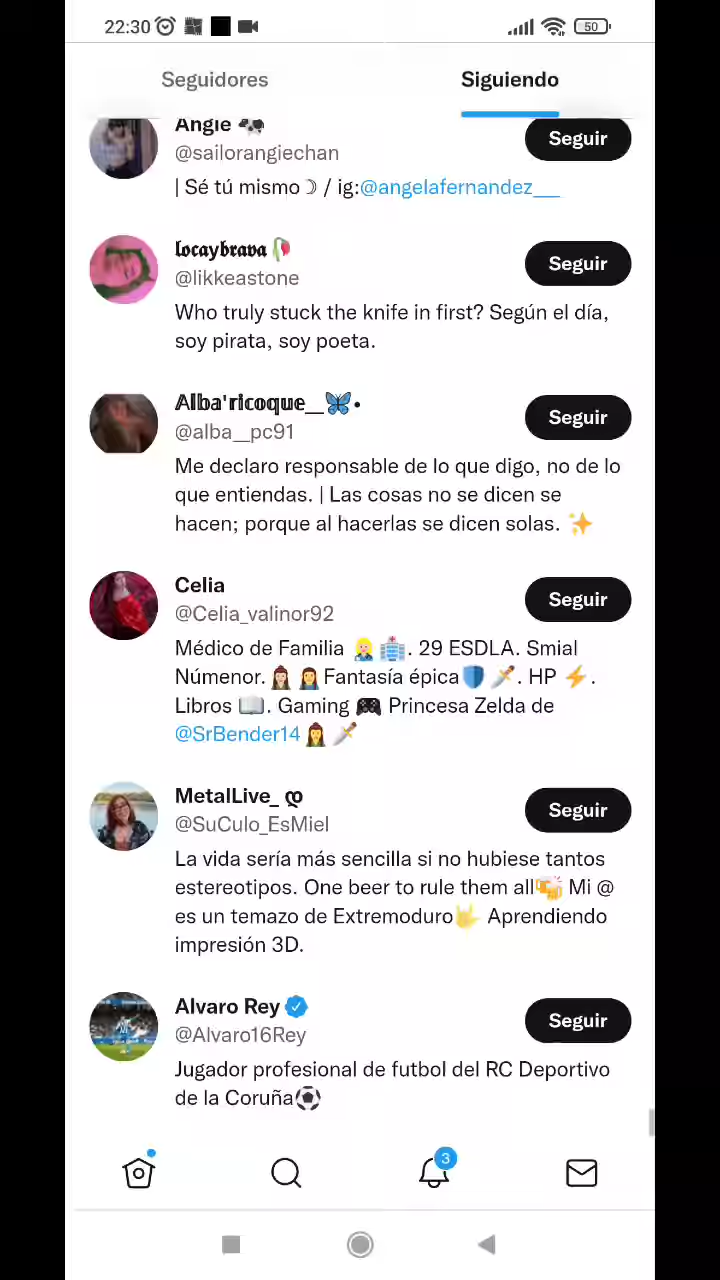 22:30
50
Seguidores
Siguiendo
Angie 🐄
Seguir
@sailorangiechan
| Sé tú mismo☽ / ig:@angelafernandez___
𝖑𝖔𝖈𝖆𝖞𝖇𝖗𝖆𝖛𝖆 🥀
Seguir
@likkeastone
Who truly stuck the knife in first? Según el día,
soy pirata, soy poeta.
𝔸𝕝𝕓𝕒'𝕣𝕚𝕔𝕠𝕢𝕦𝕖__🦋•
Seguir
@alba__pc91
Me declaro responsable de lo que digo, no de lo
que entiendas. | Las cosas no se dicen se
hacen; porque al hacerlas se dicen solas. ✨
Celia
Seguir
@Celia_valinor92
Médico de Familia 👩‍⚕️🏥. 29 ESDLA. Smial
Númenor.👸👸Fantasía épica🛡️🗡️. HP ⚡.
Libros 📖. Gaming 🎮 Princesa Zelda de
@SrBender14👸🗡️
MetalLive_ ⴔ
Seguir
@SuCulo_EsMiel
La vida sería más sencilla si no hubiese tantos
estereotipos. One beer to rule them all🍻 Mi @
es un temazo de Extremoduro🤘 Aprendiendo
impresión 3D.
Alvaro Rey
Seguir
@Alvaro16Rey
Jugador profesional de futbol del RC Deportivo
de la Coruña⚽
3